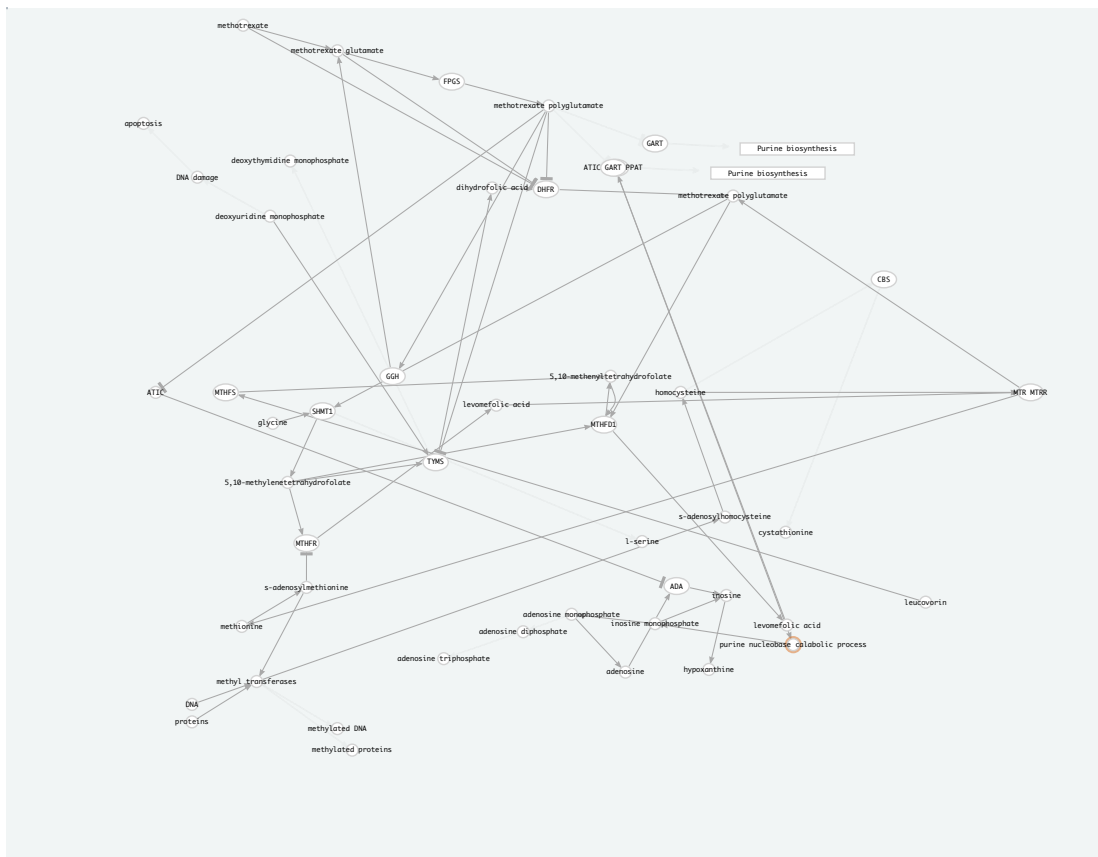 methotrexate
methotrexate glutamate
FPGS
methotrexate polyglutamate
apoptosis
GART
Purine biosynthesis
deoxythymidine monophosphate
ATIC GART PPAT
Purine biosynthesis
DNA damage
dihydrofolic acid
DHFR
methotrexate polyglutamate
deoxyuridine monophosphate
CBS
GGH
5,10-methenyltetrahydrofolate
ATIC
MTHFS
homocysteine
MTR MTRR
levomefolic acid
SHMT1
glycine
MTHFD1
TYMS
5,10-methylenetetrahydrofolate
s-adenosylhomocysteine
cystathionine
l-serine
MTHFR
s-adenosylmethionine
ADA
inosine
leucovorin
adenosine monophosphate
inosine monophosphate
levomefolic acid
methionine
adenosine diphosphate
purine nucleobase catabolic process
adenosine triphosphate
adenosine
hypoxanthine
methyl transferases
DNA
proteins
methylated DNA
methylated proteins